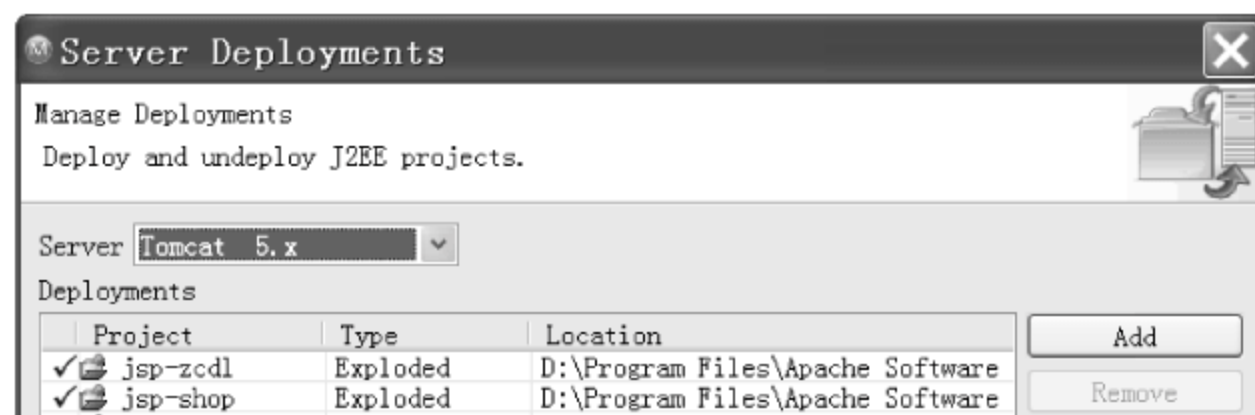 Server Deployments
Manage Deployments
Deploy and undeploy J2EE projects.
Server Tomcat 5.x
Deployments
Project Type Location Add
jsp-zcdl Exploded D:\Program Files\Apache Software
jsp-shop Exploded D:\Program Files\Apache Software Remove